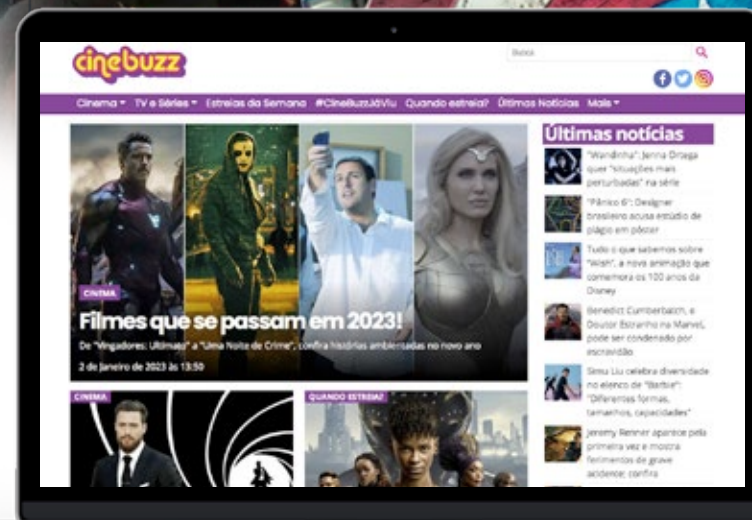 cinebuzz
Busca
Cinema TV e Séries Estreias da Semana #CineBuzzJáViu Quando estreia? Últimas Notícias Mais
CINEMA
Filmes que se passam em 2023!
De "Vingadores: Ultimato" a "Uma Noite de Crime", confira histórias ambientadas no novo ano
2 de Janeiro de 2023 às 13:50
CINEMA
QUANDO ESTREIA?
Últimas notícias
"Wandinha": Jenna Ortega
quer "situações mais
perturbadas" na série
"Pânico 6": Designer
brasileiro acusa estúdio de
plágio em pôster
Tudo o que sabemos sobre
"Wish", a nova animação que
comemora os 100 anos da
Disney
Benedict Cumberbatch, o
Doutor Estranho na Marvel,
pode ser condenado por
escravidão
Simu Liu celebra diversidade
no elenco de "Barbie":
"Diferentes formas,
tamanhos, capacidades"
Jeremy Renner aparece pela
primeira vez e mostra
ferimentos de grave
acidente; confira